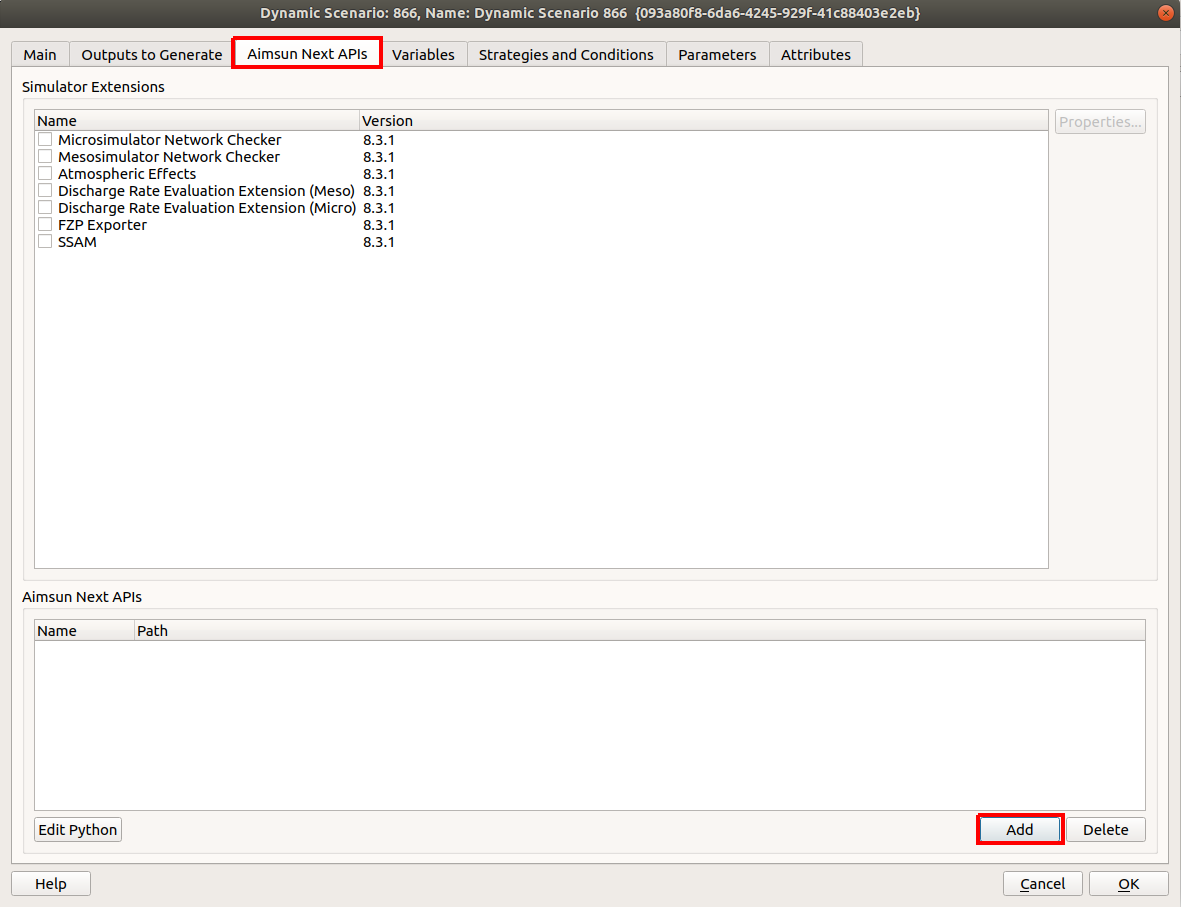 Dynamic Scenario: 866, Name: Dynamic Scenario 866 {093a80f8-6da6-4245-929f-41c88403e2eb}
Main Outputs to Generate Aimsun Next APIs Variables Strategies and Conditions Parameters Attributes
Simulator Extensions
Name Version
Properties...
Microsimulator Network Checker 8.3.1
Mesosimulator Network Checker 8.3.1
Atmospheric Effects 8.3.1
Discharge Rate Evaluation Extension (Meso) 8.3.1
Discharge Rate Evaluation Extension (Micro) 8.3.1
FZP Exporter 8.3.1
SSAM 8.3.1
Aimsun Next APIs
Name Path
Edit Python Add Delete
Help Cancel OK